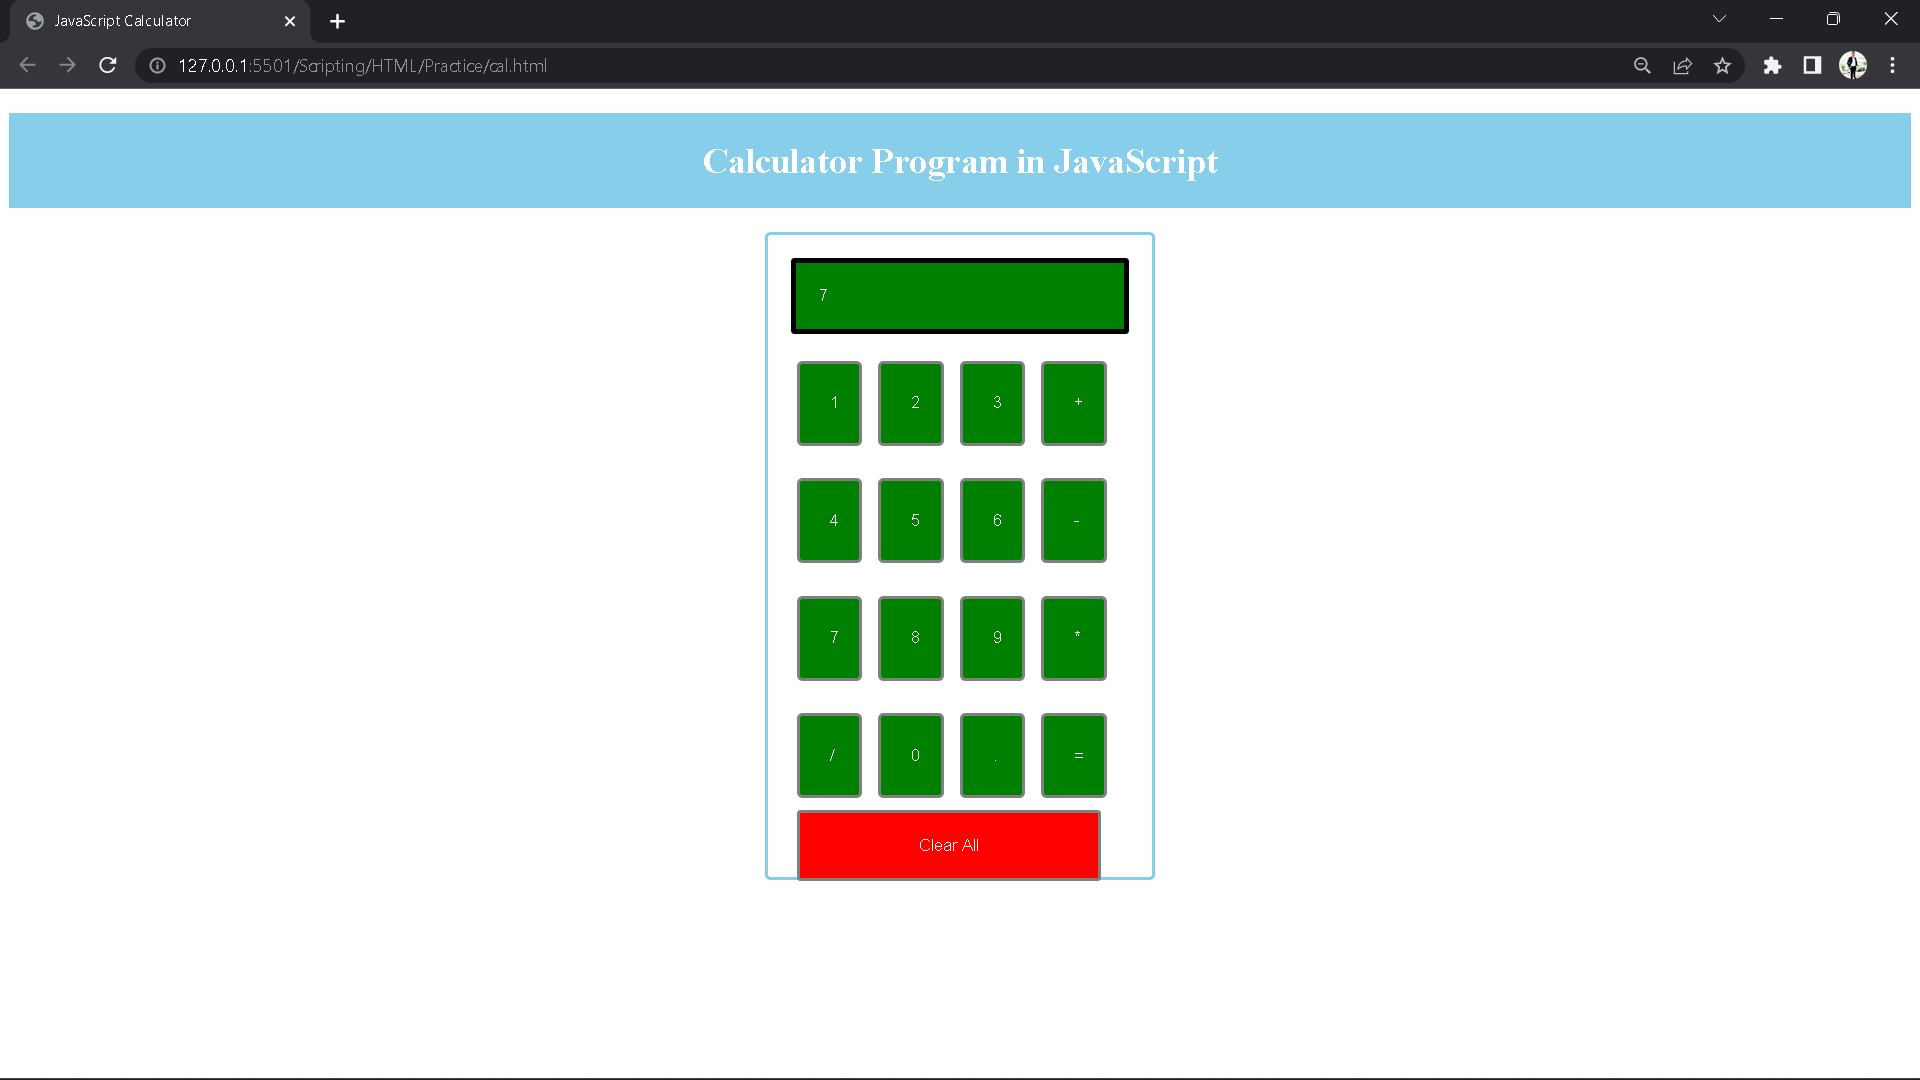 JavaScript Calculator
127.0.0.1:5501/Scripting/HTML/Practice/cal.html
Calculator Program in JavaScript
7
1 2 3 +
4 5 6 -
7 8 9 *
/ 0 . =
Clear All